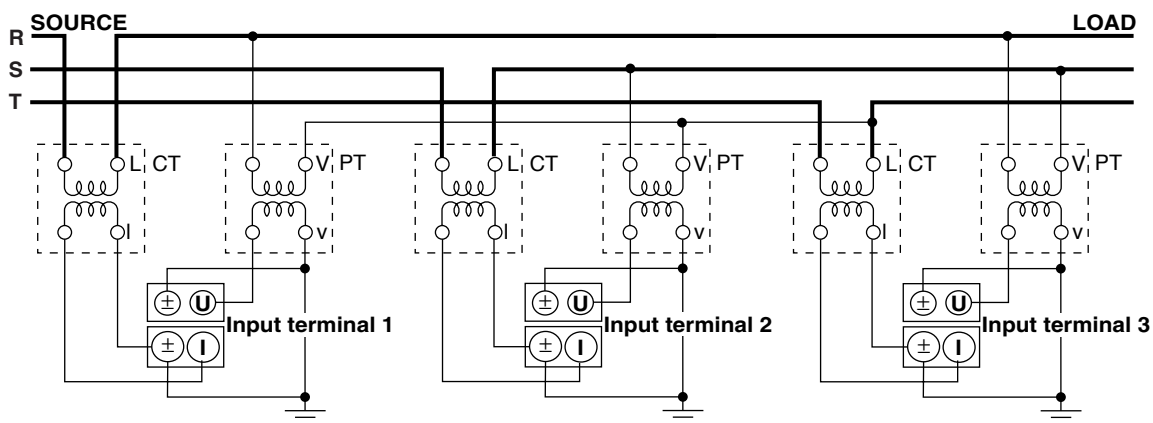 SOURCE
LOAD
R
S
T
L CT
V PT
L CT
V PT
L CT
V PT
l
v
l
v
l
v
± U
± U
± U
Input terminal 1
Input terminal 2
Input terminal 3
± I
± I
± I